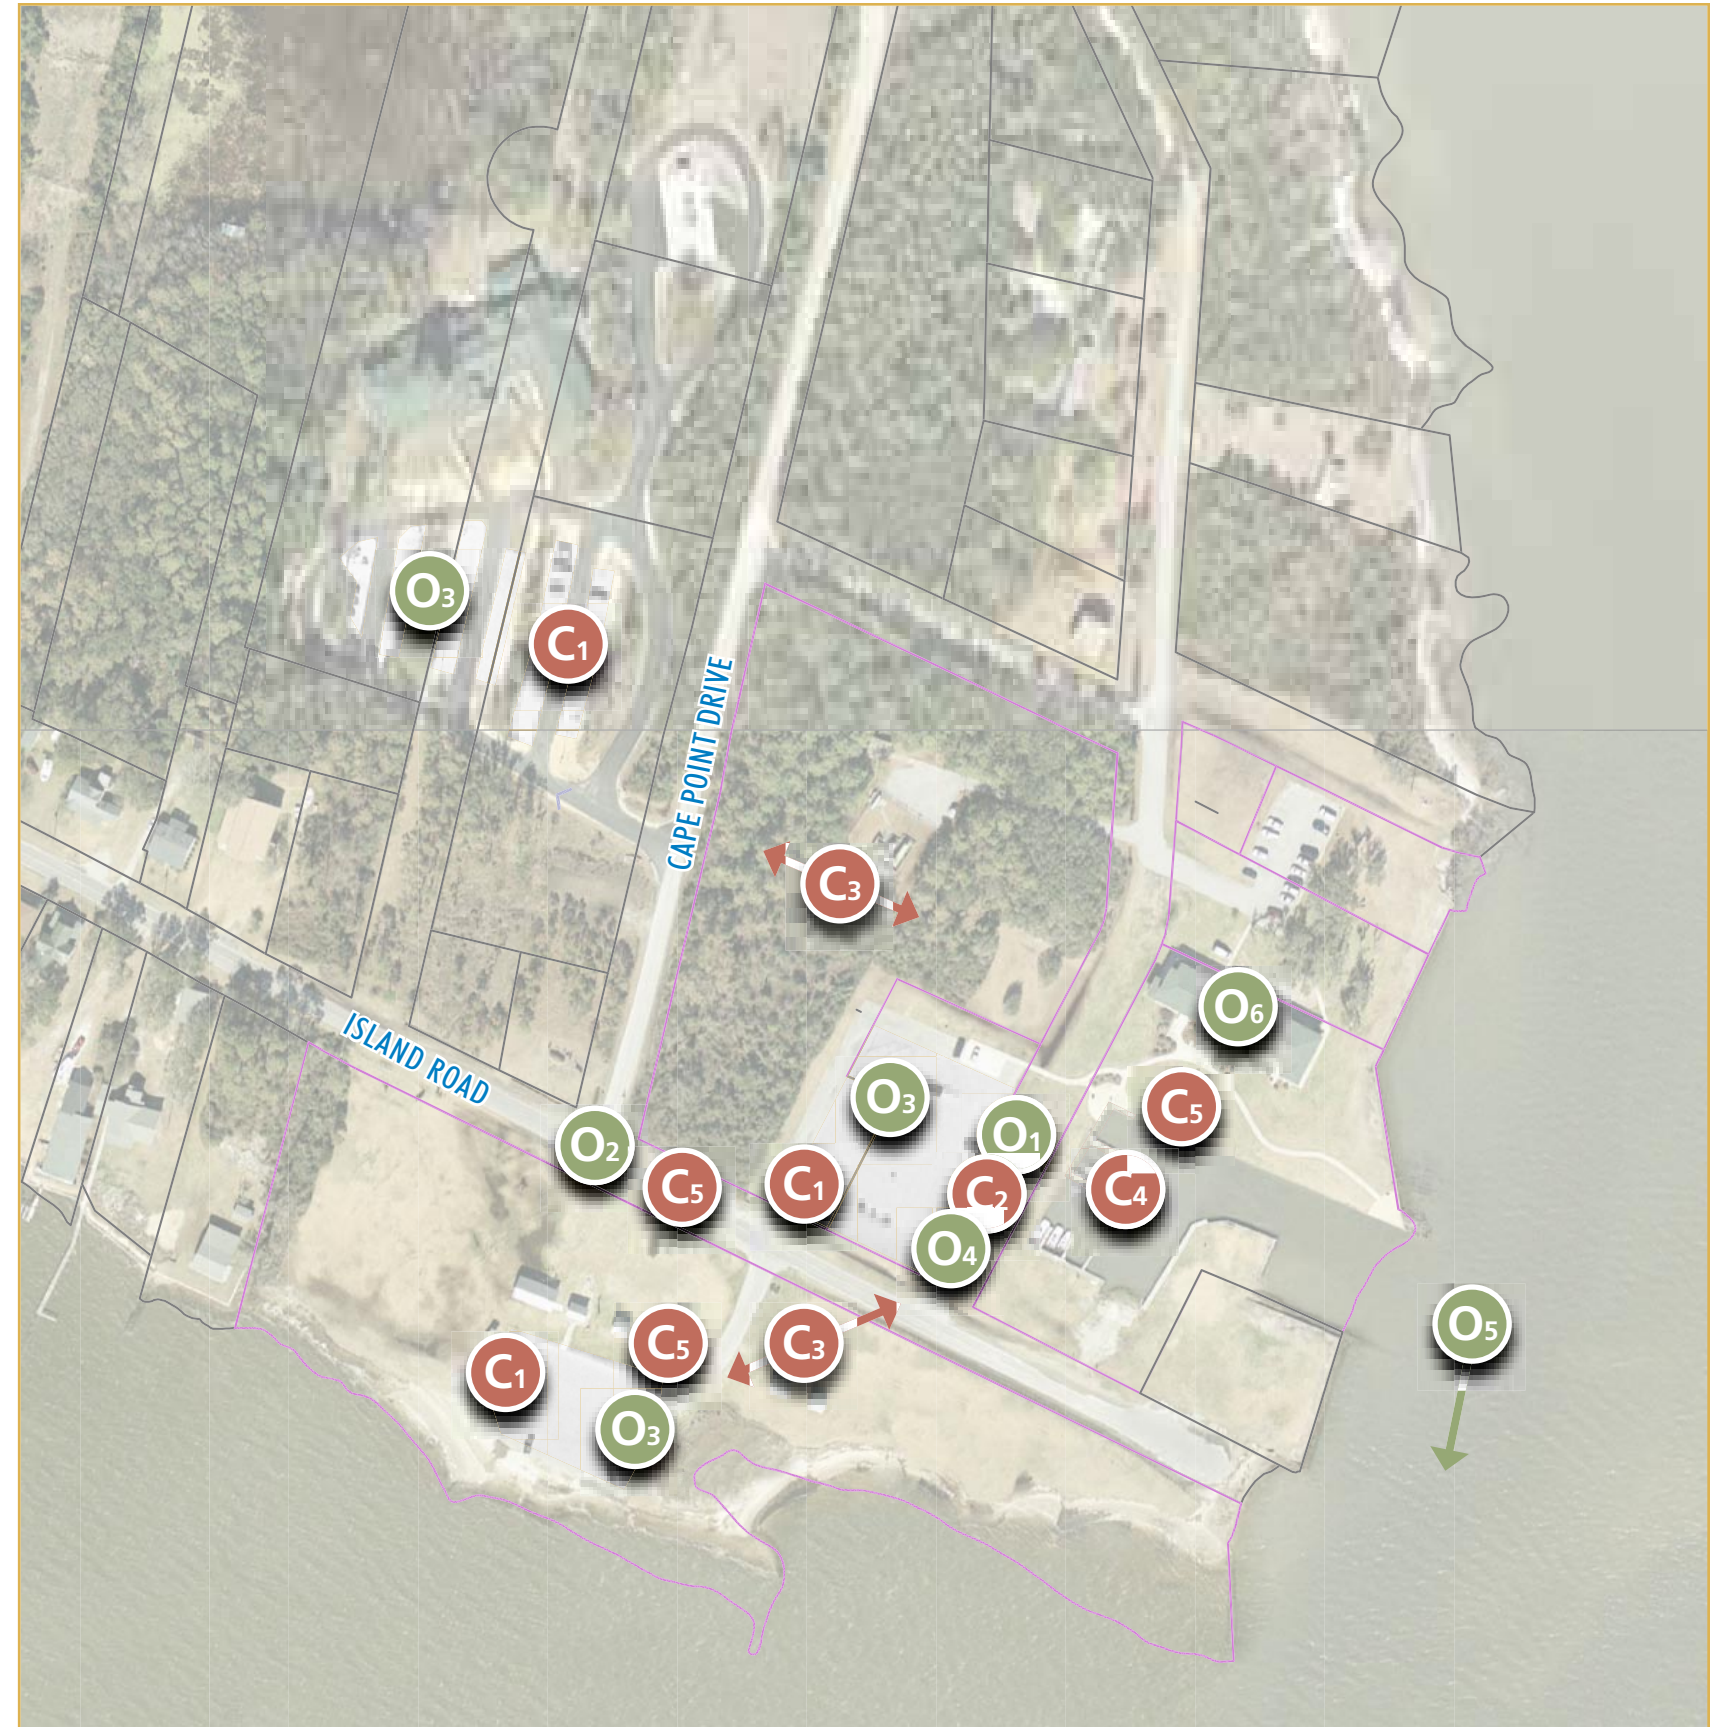 O3
C1
CAPE POINT DRIVE
C3
O6
ISLAND ROAD
O3
C5
O1
O2
C5
C1
C2
C4
O4
O5
C5
C3
C1
O3